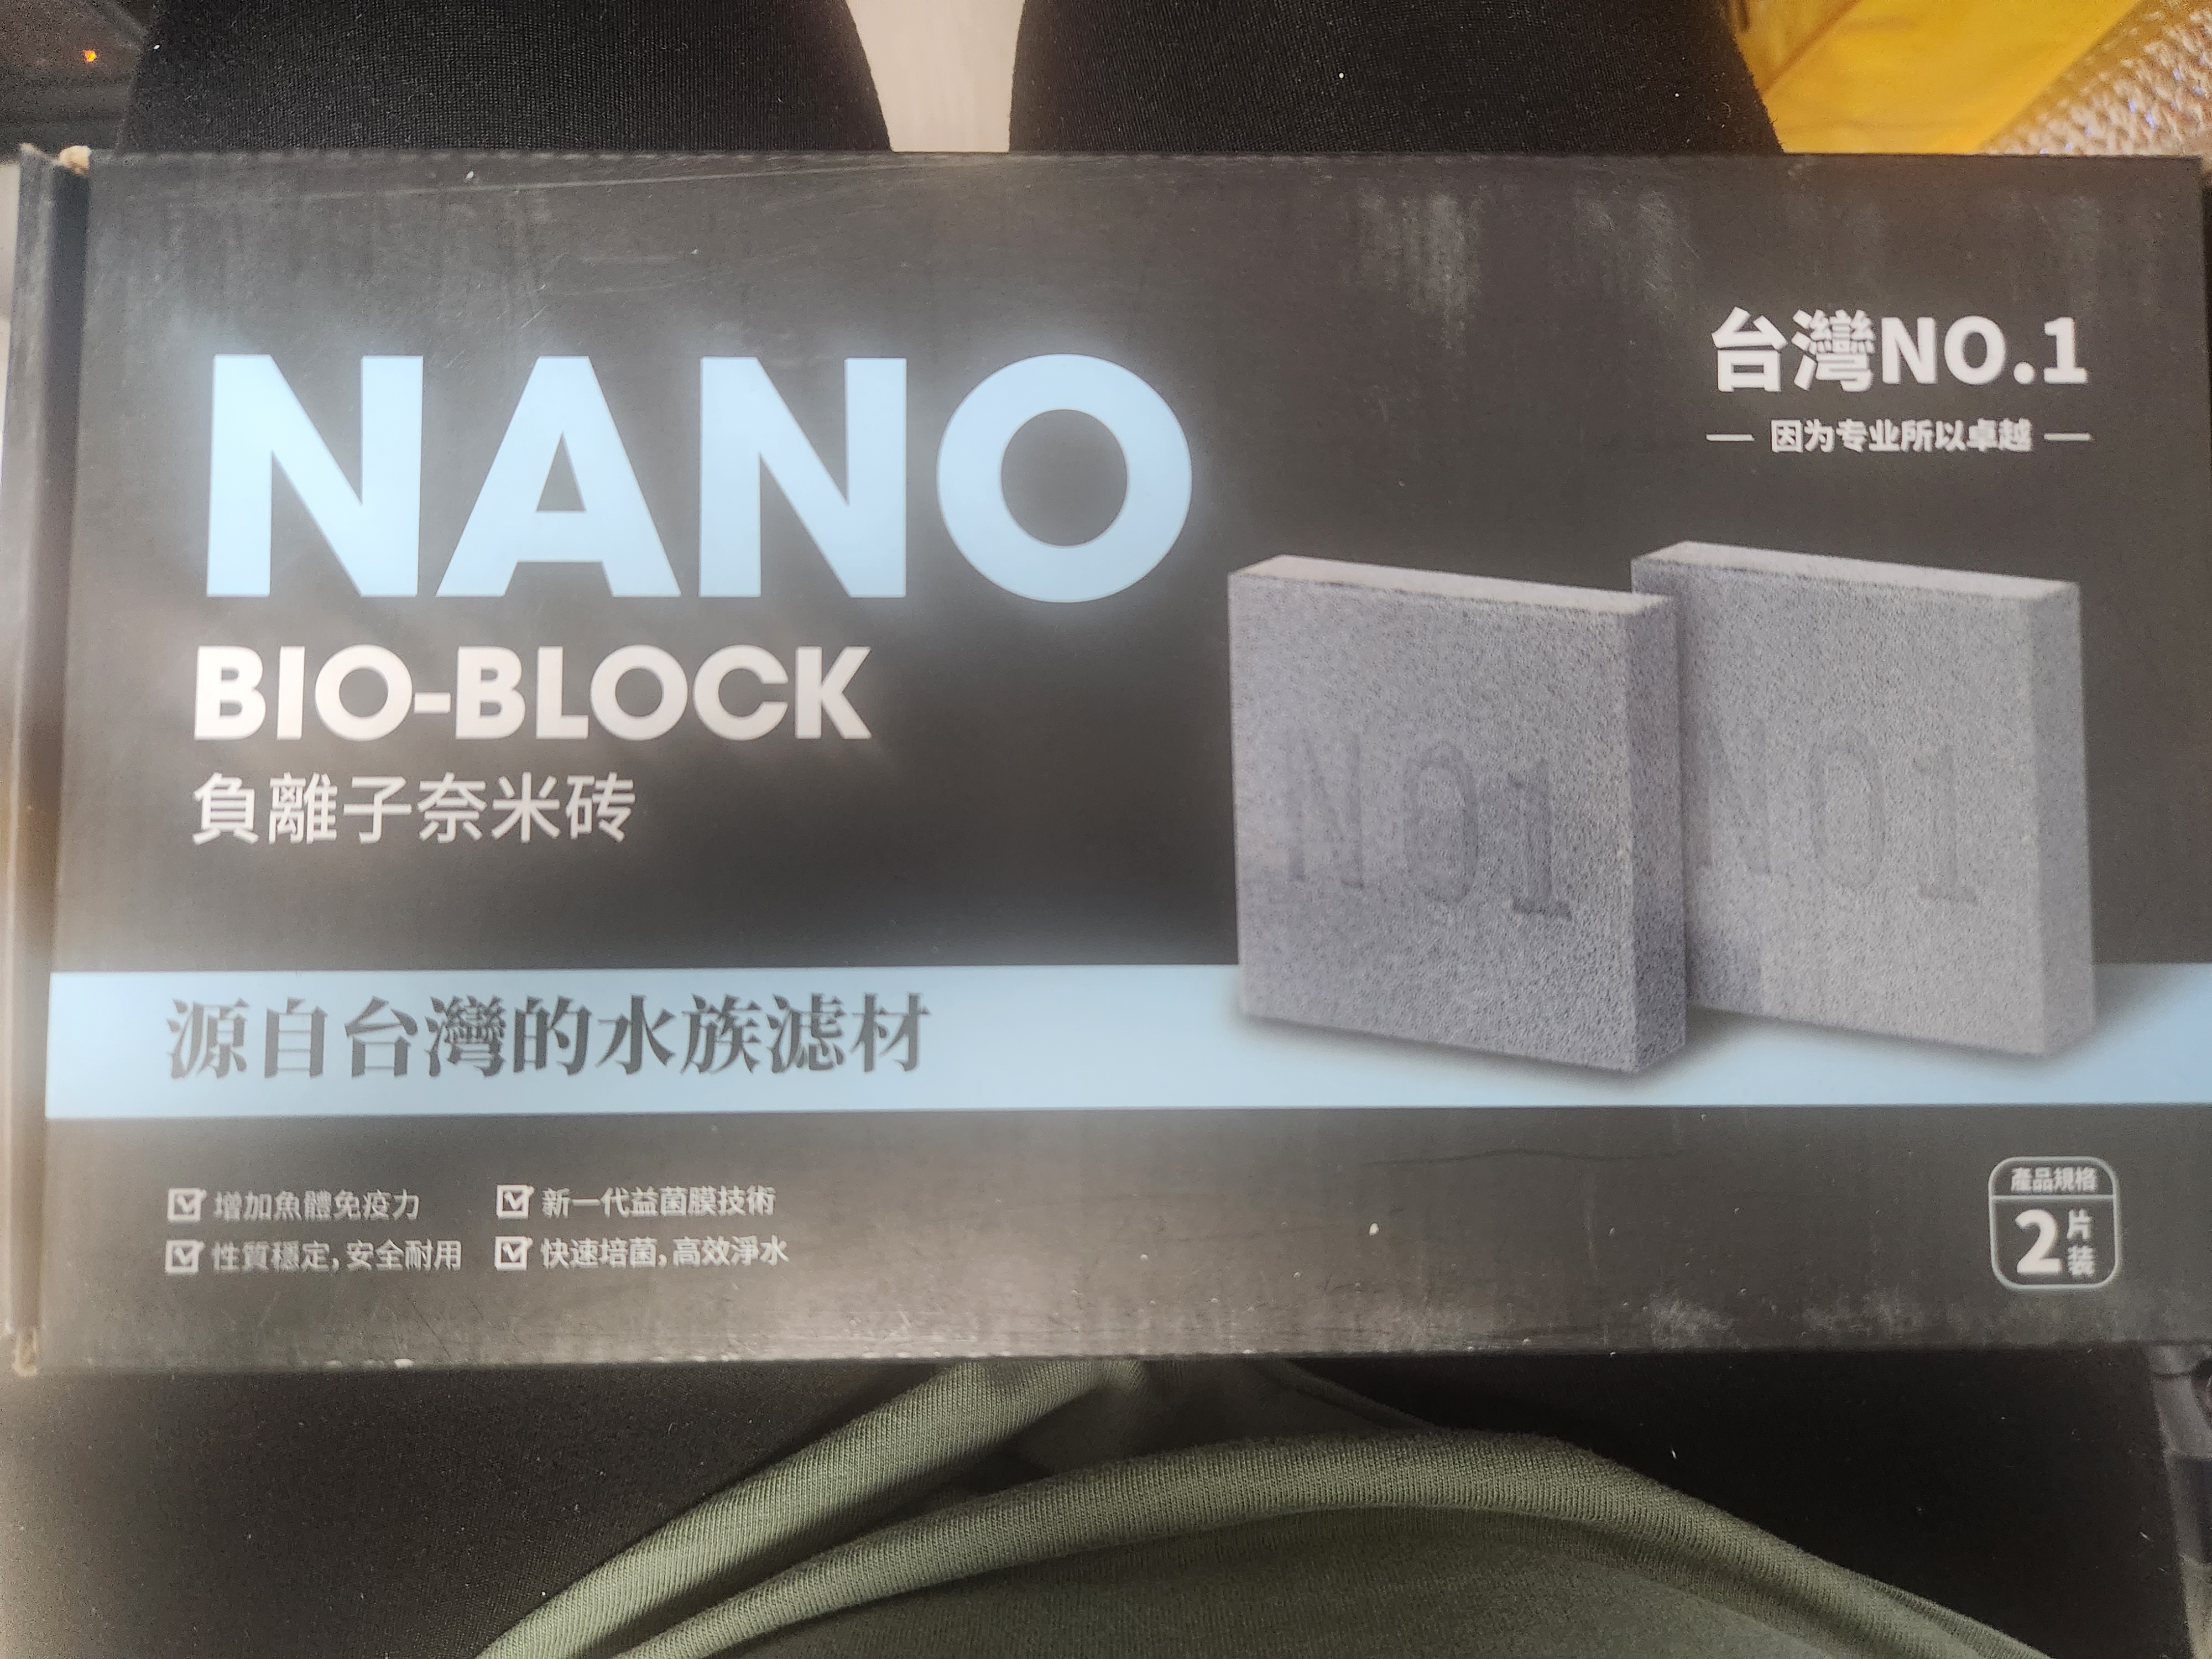 NANO
台灣NO.1
因为专业所以卓越
BIO-BLOCK
負離子奈米砖
NO1
NO1
源自台灣的水族滤材
增加魚體免疫力
新一代益菌膜技術
性質穩定,安全耐用
快速培菌,高效淨水
產品規格
2片装